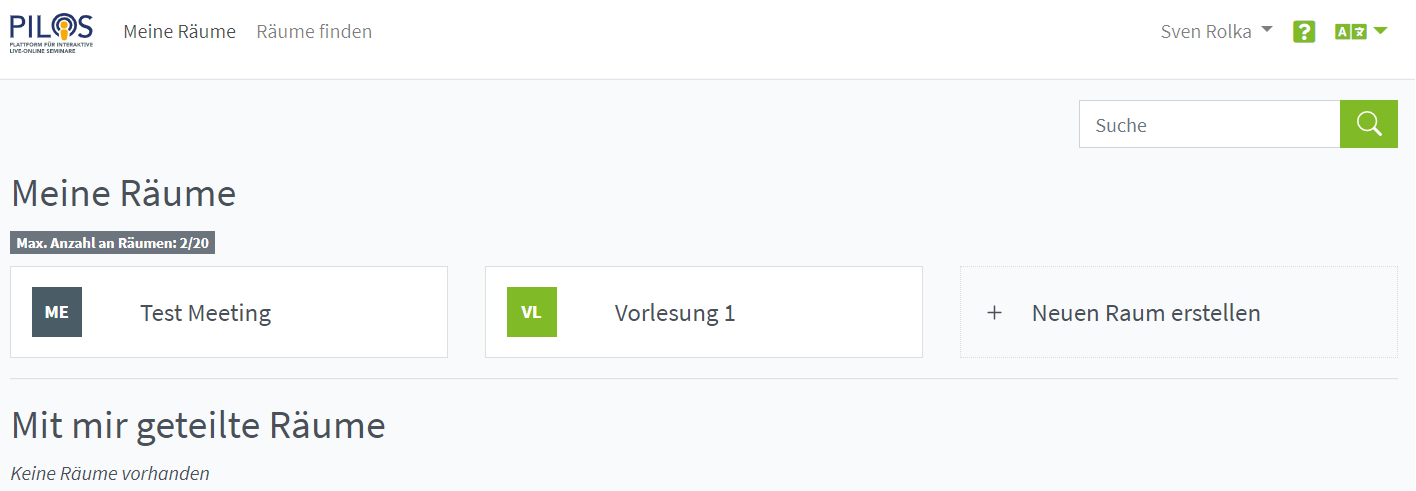 PILOS
PLATTFORM FÜR INTERAKTIVE
LIVE-ONLINE SEMINARE
Meine Räume
Räume finden
Sven Rolka
?
A
Suche
Meine Räume
Max. Anzahl an Räumen: 2/20
ME
Test Meeting
VL
Vorlesung 1
+ Neuen Raum erstellen
Mit mir geteilte Räume
Keine Räume vorhanden